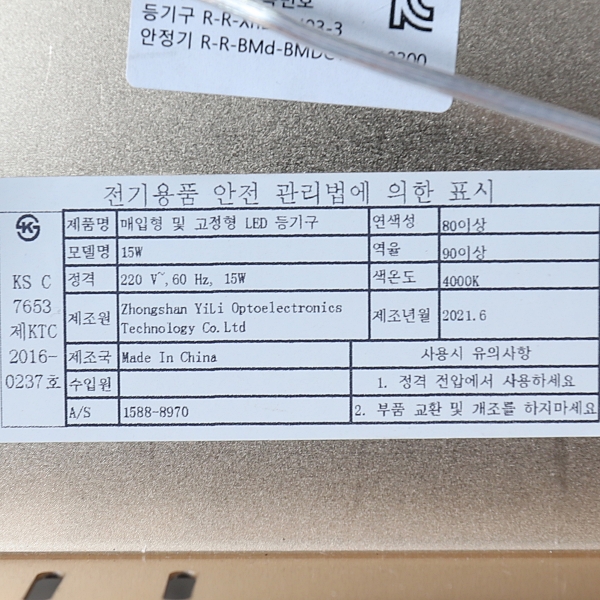 등기구 R-R-
안정기 R-R-BMd-
전기용품 안전 관리법에 의한 표시
KS C
7653
제KTC
2016-
0237호
제품명 매입형 및 고정형 LED 등기구 연색성 80이상
모델명 15W 역율 90이상
정격 220 V~,60 Hz, 15W 색온도 4000K
제조원 Zhongshan YiLi Optoelectronics
Technology Co.Ltd 제조년월 2021.6
제조국 Made In China 사용시 유의사항
수입원 1. 정격 전압에서 사용하세요
A/S 1588-8970 2. 부품 교환 및 개조를 하지마세요